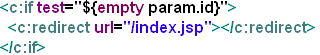 <c:if test="${empty param.id}">
  <c:redirect url="/index.jsp"></c:redirect>
</c:if>